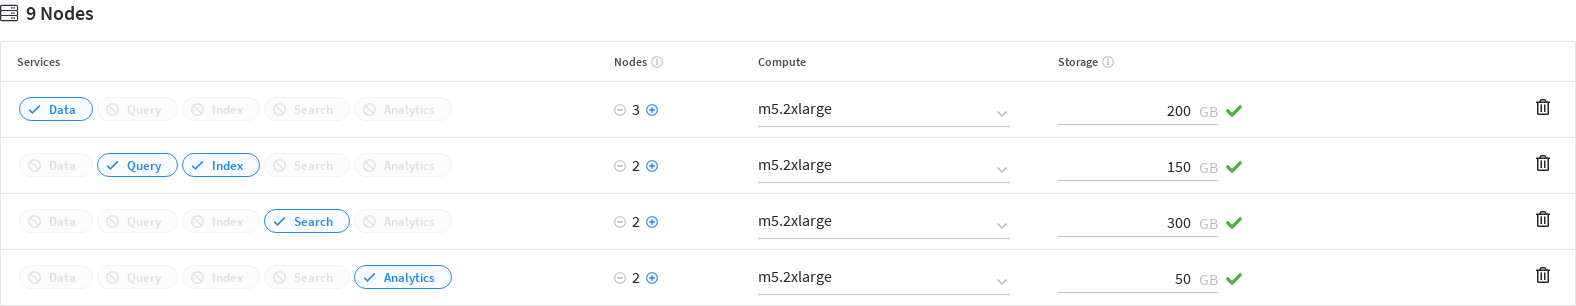 9 Nodes
Services Nodes Compute Storage
Data Query Index Search Analytics 3 m5.2xlarge 200 GB
Data Query Index Search Analytics 2 m5.2xlarge 150 GB
Data Query Index Search Analytics 2 m5.2xlarge 300 GB
Data Query Index Search Analytics 2 m5.2xlarge 50 GB